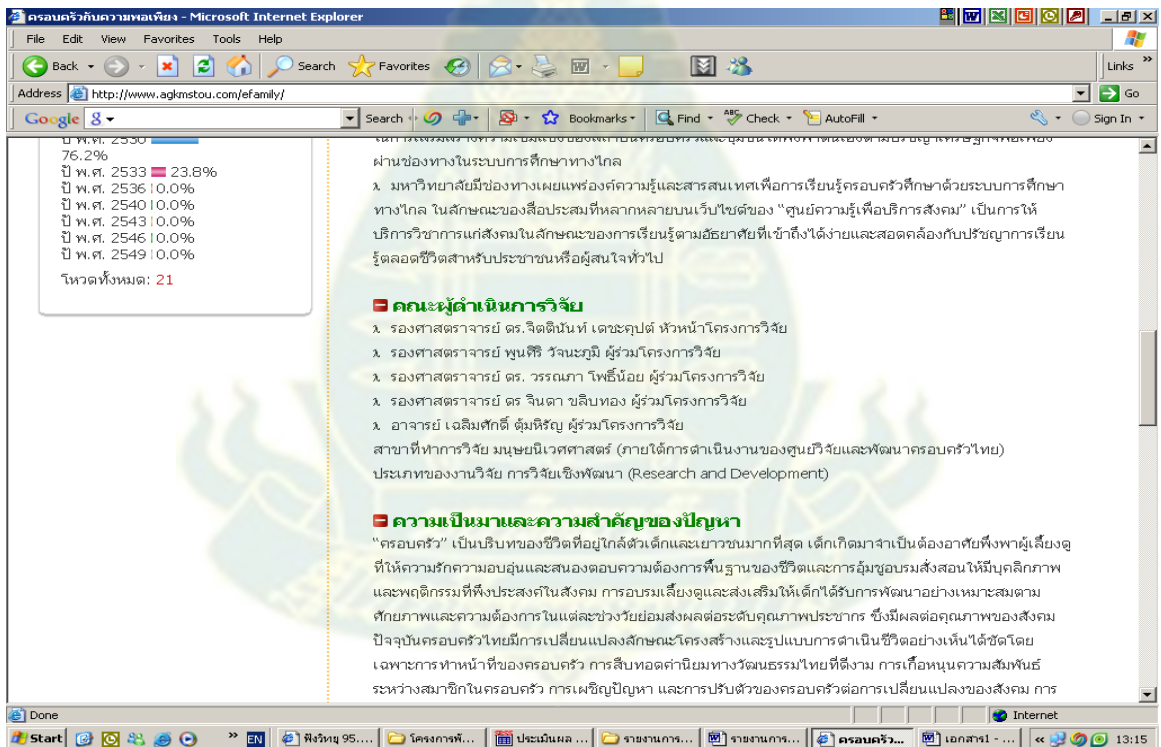 ครอบครัวกับความพอเพียง - Microsoft Internet Explorer
File Edit View Favorites Tools Help
Back Search Favorites Links »
Address http://www.agkmstou.com/efamily/ Go
Google Search Bookmarks Find Check AutoFill Sign In
ปี พ.ศ. 2530
76.2%
ปี พ.ศ. 2533 23.8%
ปี พ.ศ. 2536 0.0%
ปี พ.ศ. 2540 0.0%
ปี พ.ศ. 2543 0.0%
ปี พ.ศ. 2546 0.0%
ปี พ.ศ. 2549 0.0%
โหวตทั้งหมด: 21
ผ่านช่องทางในระบบการศึกษาทางไกล
λ มหาวิทยาลัยมีช่องทางเผยแพร่องค์ความรู้และสารสนเทศเพื่อการเรียนรู้ครอบครัวศึกษาด้วยระบบการศึกษา
ทางไกล ในลักษณะของสื่อประสมที่หลากหลายบนเว็บไซต์ของ "ศูนย์ความรู้เพื่อบริการสังคม" เป็นการให้
บริการวิชาการแก่สังคมในลักษณะของการเรียนรู้ตามอัธยาศัยที่เข้าถึงได้ง่ายและสอดคล้องกับปรัชญาการเรียน
รู้ตลอดชีวิตสำหรับประชาชนหรือผู้สนใจทั่วไป
คณะผู้ดำเนินการวิจัย
λ รองศาสตราจารย์ ดร.จิตตินันท์ เดชะคุปต์ หัวหน้าโครงการวิจัย
λ รองศาสตราจารย์ พูนศิริ วัจนะภูมิ ผู้ร่วมโครงการวิจัย
λ รองศาสตราจารย์ ดร. วรรณภา โพธิ์น้อย ผู้ร่วมโครงการวิจัย
λ รองศาสตราจารย์ ดร จินดา ขลิบทอง ผู้ร่วมโครงการวิจัย
λ อาจารย์ เฉลิมศักดิ์ ตุ้มหิรัญ ผู้ร่วมโครงการวิจัย
สาขาที่ทำการวิจัย มนุษยนิเวศศาสตร์ (ภายใต้การดำเนินงานของศูนย์วิจัยและพัฒนาครอบครัวไทย)
ประเภทของงานวิจัย การวิจัยเชิงพัฒนา (Research and Development)
ความเป็นมาและความสำคัญของปัญหา
"ครอบครัว" เป็นบริบทของชีวิตที่อยู่ใกล้ตัวเด็กและเยาวชนมากที่สุด เด็กเกิดมาจำเป็นต้องอาศัยพึ่งพาผู้เลี้ยงดู
ที่ให้ความรักความอบอุ่นและสนองตอบความต้องการพื้นฐานของชีวิตและการอุ้มชูอบรมสั่งสอนให้มีบุคลิกภาพ
และพฤติกรรมที่พึงประสงค์ในสังคม การอบรมเลี้ยงดูและส่งเสริมให้เด็กได้รับการพัฒนาอย่างเหมาะสมตาม
ศักยภาพและความต้องการในแต่ละช่วงวัยย่อมส่งผลต่อระดับคุณภาพประชากร ซึ่งมีผลต่อคุณภาพของสังคม
ปัจจุบันครอบครัวไทยมีการเปลี่ยนแปลงลักษณะโครงสร้างและรูปแบบการดำเนินชีวิตอย่างเห็นได้ชัดโดย
เฉพาะการทำหน้าที่ของครอบครัว การสืบทอดค่านิยมทางวัฒนธรรมไทยที่ดีงาม การเกื้อหนุนความสัมพันธ์
ระหว่างสมาชิกในครอบครัว การเผชิญปัญหา และการปรับตัวของครอบครัวต่อการเปลี่ยนแปลงของสังคม การ
Done Internet
Start » EN ฟังวิทยุ 95.... โครงการพั... ประเมินผล ... รายงานการ... รายงานการ... ครอบครัว... เอกสาร1 - ... « 13:15